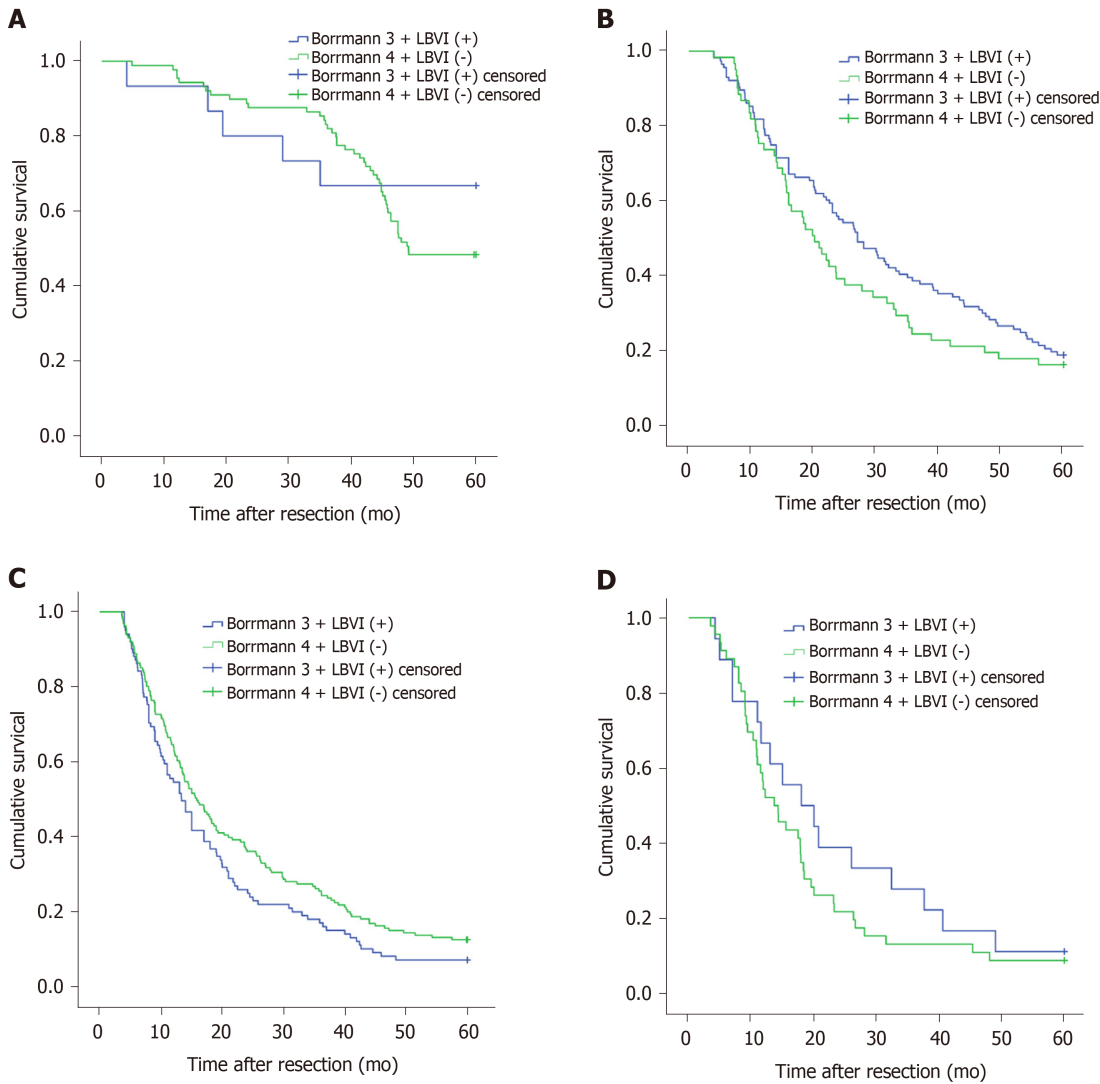 A
Borrmann 3 + LBVI (+)
Borrmann 4 + LBVI (-)
Borrmann 3 + LBVI (+) censored
Borrmann 4 + LBVI (-) censored
1.0
0.8
0.6
0.4
0.2
0.0
Cumulative survical
0 10 20 30 40 50 60
Time after resection (mo)
B
Borrmann 3 + LBVI (+)
Borrmann 4 + LBVI (-)
Borrmann 3 + LBVI (+) censored
Borrmann 4 + LBVI (-) censored
1.0
0.8
0.6
0.4
0.2
0.0
Cumulative survical
0 10 20 30 40 50 60
Time after resection (mo)
C
Borrmann 3 + LBVI (+)
Borrmann 4 + LBVI (-)
Borrmann 3 + LBVI (+) censored
Borrmann 4 + LBVI (-) censored
1.0
0.8
0.6
0.4
0.2
0.0
Cumulative survical
0 10 20 30 40 50 60
Time after resection (mo)
D
Borrmann 3 + LBVI (+)
Borrmann 4 + LBVI (-)
Borrmann 3 + LBVI (+) censored
Borrmann 4 + LBVI (-) censored
1.0
0.8
0.6
0.4
0.2
0.0
Cumulative survical
0 10 20 30 40 50 60
Time after resection (mo)